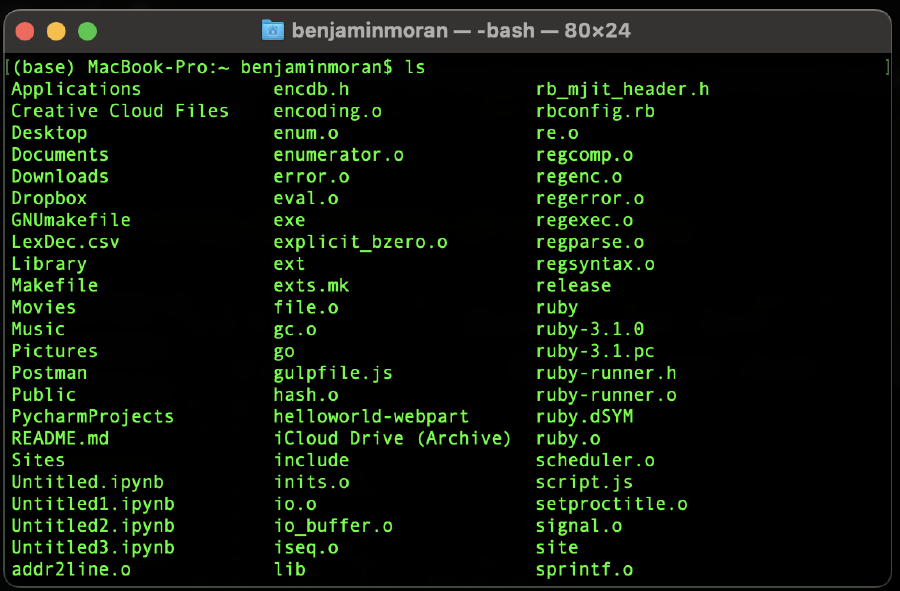 benjaminmoran — -bash — 80×24
[(base) MacBook-Pro:~ benjaminmoran$ ls ]
Applications encdb.h rb_mjit_header.h
Creative Cloud Files encoding.o rbconfig.rb
Desktop enum.o re.o
Documents enumerator.o regcomp.o
Downloads error.o regenc.o
Dropbox eval.o regerror.o
GNUmakefile exe regexec.o
LexDec.csv explicit_bzero.o regparse.o
Library ext regsyntax.o
Makefile exts.mk release
Movies file.o ruby
Music gc.o ruby-3.1.0
Pictures go ruby-3.1.pc
Postman gulpfile.js ruby-runner.h
Public hash.o ruby-runner.o
PycharmProjects helloworld-webpart ruby.dSYM
README.md iCloud Drive (Archive) ruby.o
Sites include scheduler.o
Untitled.ipynb inits.o script.js
Untitled1.ipynb io.o setproctitle.o
Untitled2.ipynb io_buffer.o signal.o
Untitled3.ipynb iseq.o site
addr2line.o lib sprintf.o